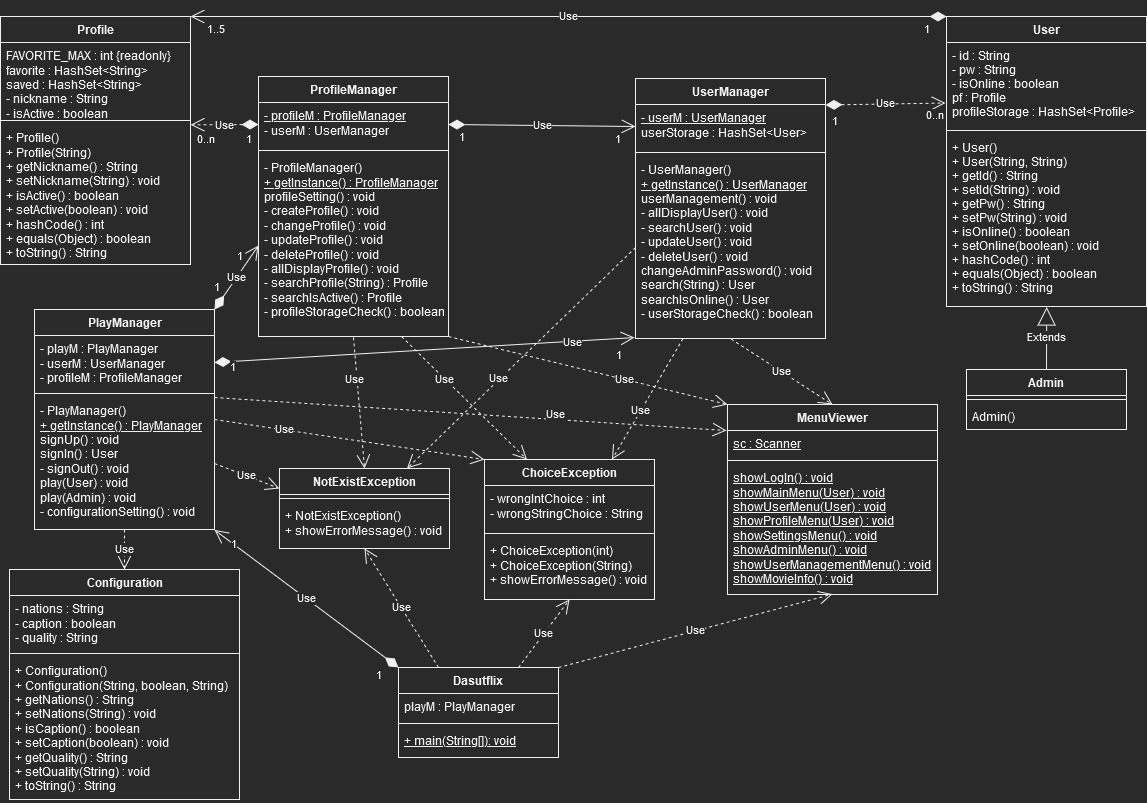 Use
1..5
1
Profile
FAVORITE_MAX : int {readonly}
favorite : HashSet<String>
saved : HashSet<String>
- nickname : String
- isActive : boolean
+ Profile()
+ Profile(String)
+ getNickname() : String
+ setNickname(String) : void
+ isActive() : boolean
+ setActive(boolean) : void
+ hashCode() : int
+ equals(Object) : boolean
+ toString() : String
Use
0..n
1
ProfileManager
- profileM : ProfileManager
- userM : UserManager
- ProfileManager()
+ getInstance() : ProfileManager
profileSetting() : void
- createProfile() : void
- changeProfile() : void
- updateProfile() : void
- deleteProfile() : void
- allDisplayProfile() : void
- searchProfile(String) : Profile
- searchIsActive() : Profile
- profileStorageCheck() : boolean
Use
1
1
UserManager
- userM : UserManager
userStorage : HashSet<User>
- UserManager()
+ getInstance() : UserManager
userManagement() : void
- allDisplayUser() : void
- searchUser() : void
- updateUser() : void
- deleteUser() : void
changeAdminPassword() : void
search(String) : User
searchIsOnline() : User
- userStorageCheck() : boolean
Use
1
0..n
User
- id : String
- pw : String
- isOnline : boolean
pf : Profile
profileStorage : HashSet<Profile>
+ User()
+ User(String, String)
+ getId() : String
+ setId(String) : void
+ getPw() : String
+ setPw(String) : void
+ isOnline() : boolean
+ setOnline(boolean) : void
+ hashCode() : int
+ equals(Object) : boolean
+ toString() : String
Extends
Admin
Admin()
1
Use
1
PlayManager
- playM : PlayManager
- userM : UserManager
- profileM : ProfileManager
- PlayManager()
+ getInstance() : PlayManager
signUp() : void
signIn() : User
- signOut() : void
play(User) : void
play(Admin) : void
- configurationSetting() : void
1
Use
1
Use
Use
Use
Use
Use
Use
Use
Use
Use
Use
MenuViewer
sc : Scanner
showLogIn() : void
showMainMenu(User) : void
showUserMenu(User) : void
showProfileMenu(User) : void
showSettingsMenu() : void
showAdminMenu() : void
showUserManagementMenu() : void
showMovieInfo() : void
NotExistException
+ NotExistException()
+ showErrorMessage() : void
ChoiceException
- wrongIntChoice : int
- wrongStringChoice : String
+ ChoiceException(int)
+ ChoiceException(String)
+ showErrorMessage() : void
Use
Configuration
- nations : String
- caption : boolean
- quality : String
+ Configuration()
+ Configuration(String, boolean, String)
+ getNations() : String
+ setNations(String) : void
+ isCaption() : boolean
+ setCaption(boolean) : void
+ getQuality() : String
+ setQuality(String) : void
+ toString() : String
1
Use
1
Use
Use
Use
Dasutflix
playM : PlayManager
+ main(String[]): void